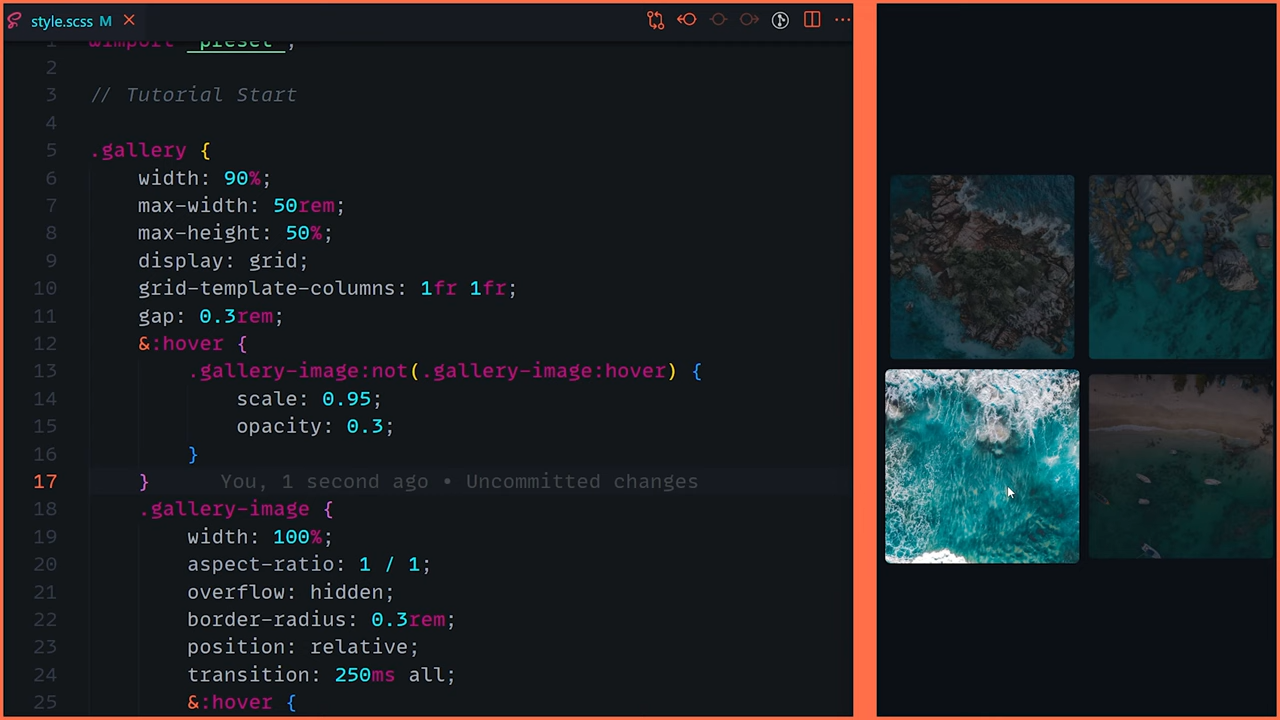 style.scss M
1 @import "preset";
2
3 // Tutorial Start
4
5 .gallery {
6 width: 90%;
7 max-width: 50rem;
8 max-height: 50%;
9 display: grid;
10 grid-template-columns: 1fr 1fr;
11 gap: 0.3rem;
12 &:hover {
13 .gallery-image:not(.gallery-image:hover) {
14 scale: 0.95;
15 opacity: 0.3;
16 }
17 } You, 1 second ago • Uncommitted changes
18 .gallery-image {
19 width: 100%;
20 aspect-ratio: 1 / 1;
21 overflow: hidden;
22 border-radius: 0.3rem;
23 position: relative;
24 transition: 250ms all;
25 &:hover {